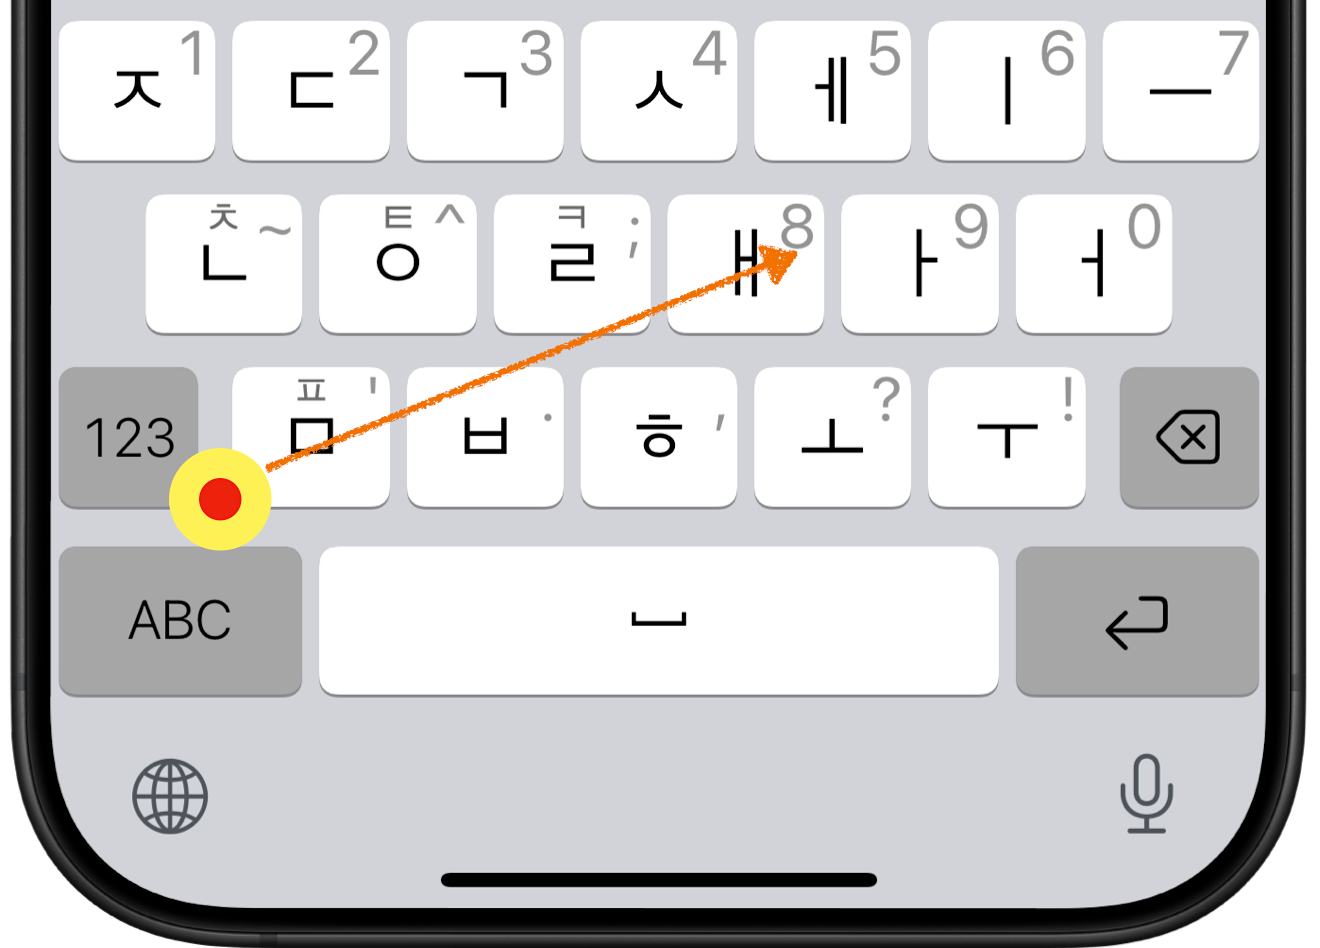 ㅈ 1 ㄷ 2 ㄱ 3 ㅅ 4 ㅔ 5 ㅣ 6 ㅡ 7
ㅊ ㄴ ~ ㅌ ㅇ ^ ㅋ ㄹ ; ㅐ 8 ㅏ 9 ㅓ 0
123 ㅍ ㅁ ' ㅂ . ㅎ , ㅗ ? ㅜ !
ABC